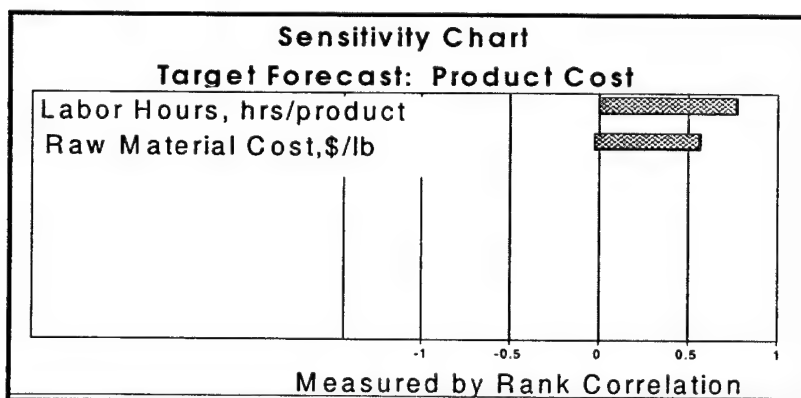 Sensitivity Chart
Target Forecast: Product Cost
Labor Hours, hrs/product
Raw Material Cost,$/lb
-1 -0.5 0 0.5 1
Measured by Rank Correlation